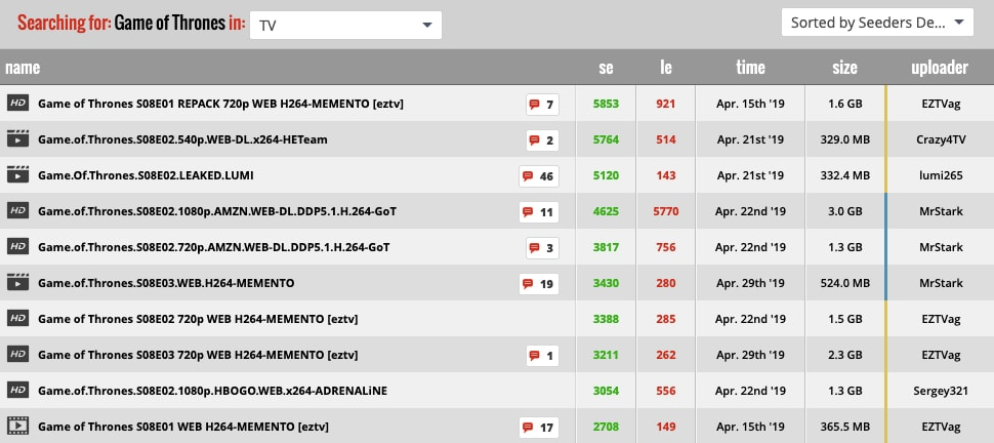 Searching for: Game of Thrones in: TV Sorted by Seeders De...
name se le time size uploader
HD Game of Thrones S08E01 REPACK 720p WEB H264-MEMENTO [eztv] 7 5853 921 Apr. 15th '19 1.6 GB EZTVag
Game.of.Thrones.S08E02.540p.WEB-DL.x264-HETeam 2 5764 514 Apr. 21st '19 329.0 MB Crazy4TV
Game.Of.Thrones.S08E02.LEAKED.LUMI 46 5120 143 Apr. 21st '19 332.4 MB lumi265
HD Game.of.Thrones.S08E02.1080p.AMZN.WEB-DL.DDP5.1.H.264-GoT 11 4625 5770 Apr. 22nd '19 3.0 GB MrStark
HD Game.of.Thrones.S08E02.720p.AMZN.WEB-DL.DDP5.1.H.264-GoT 3 3817 756 Apr. 22nd '19 1.3 GB MrStark
Game.of.Thrones.S08E03.WEB.H264-MEMENTO 19 3430 280 Apr. 29th '19 524.0 MB MrStark
HD Game of Thrones S08E02 720p WEB H264-MEMENTO [eztv] 3388 285 Apr. 22nd '19 1.5 GB EZTVag
HD Game of Thrones S08E03 720p WEB H264-MEMENTO [eztv] 1 3211 262 Apr. 29th '19 2.3 GB EZTVag
HD Game.of.Thrones.S08E02.1080p.HBOGO.WEB.x264-ADRENALiNE 3054 556 Apr. 22nd '19 1.3 GB Sergey321
Game of Thrones S08E01 WEB H264-MEMENTO [eztv] 17 2708 149 Apr. 15th '19 365.5 MB EZTVag